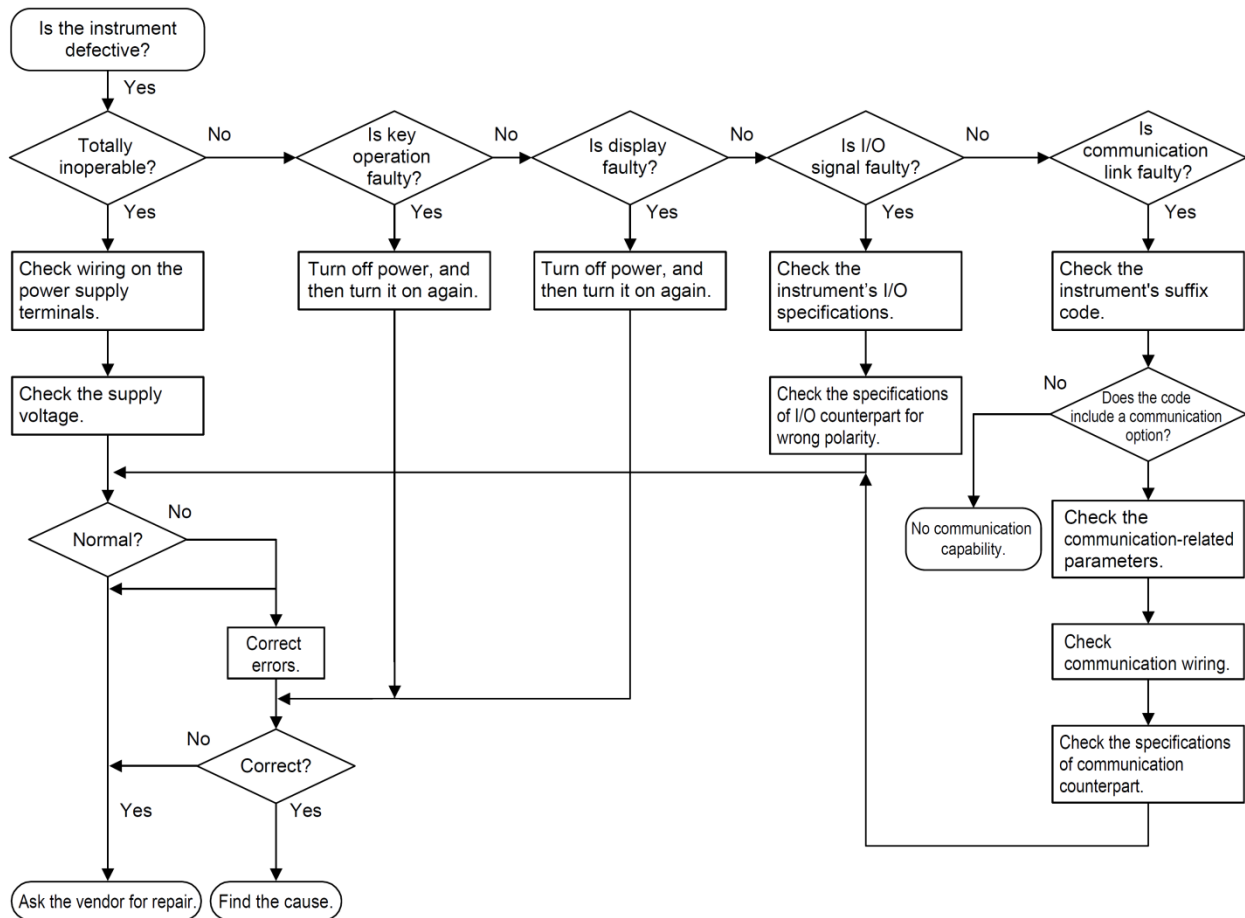 Is the instrument
defective?
Yes
Totally
inoperable?
No
Is key
operation
faulty?
No
Is display
faulty?
No
Is I/O
signal faulty?
No
Is
communication
link faulty?
Yes
Yes
Yes
Yes
Yes
Check wiring on the
power supply
terminals.
Turn off power, and
then turn it on again.
Turn off power, and
then turn it on again.
Check the
instrument’s I/O
specifications.
Check the
instrument's suffix
code.
Check the supply
voltage.
Check the specifications
of I/O counterpart for
wrong polarity.
No
Does the code
include a communication
option?
Normal?
No
No communication
capability.
Check the
communication-related
parameters.
Correct
errors.
Check
communication wiring.
No
Correct?
Check the specifications
of communication
counterpart.
Yes
Yes
Ask the vendor for repair.
Find the cause.